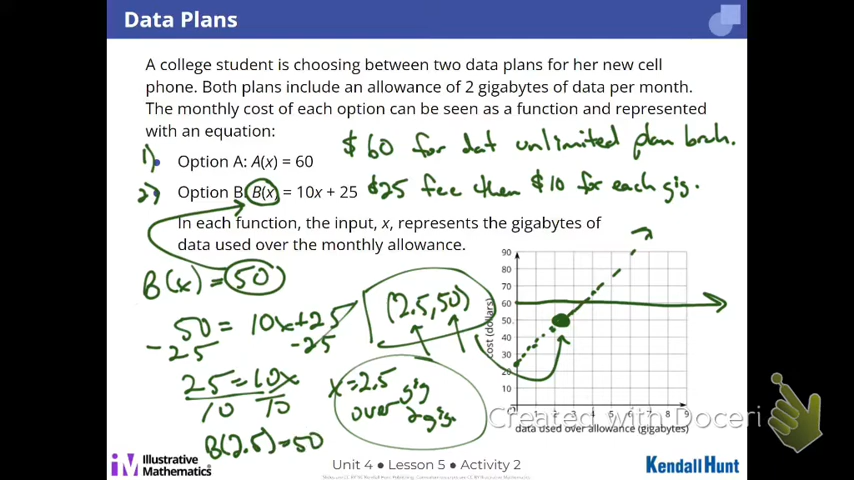 Data Plans
A college student is choosing between two data plans for her new cell
phone. Both plans include an allowance of 2 gigabytes of data per month.
The monthly cost of each option can be seen as a function and represented
with an equation:
$60 for dat unlimited plan bruh.
1) Option A: A(x) = 60
2) Option B: B(x) = 10x + 25 $25 fee then $10 for each gig.
In each function, the input, x, represents the gigabytes of
data used over the monthly allowance.
B(x) = 50
50 = 10x+25
-25 -25
25 = 10x
10 10
B(2.5)=50
(2.5, 50)
x=2.5 gig
over 2gigs
90
80
70
60
50
40
30
20
10
0 1 2 3 4 5 6 7 8 9
cost (dollars)
data used over allowance (gigabytes)
Created with Doceri
IM Illustrative
Mathematics®
Unit 4 • Lesson 5 • Activity 2
Kendall Hunt